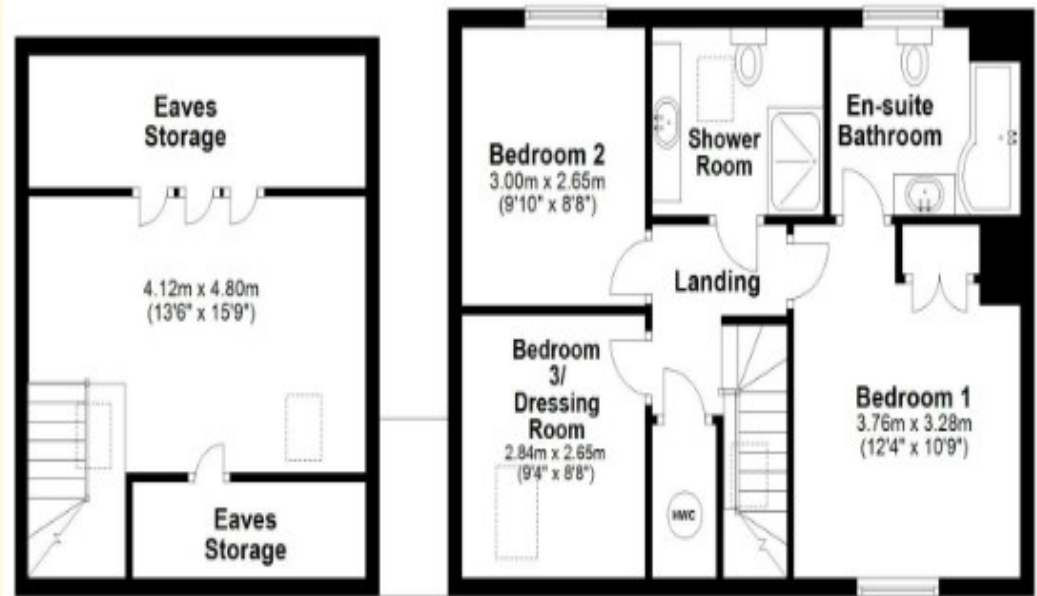 Eaves
Storage
4.12m x 4.80m
(13'6" x 15'9")
Eaves
Storage
Bedroom 2
3.00m x 2.65m
(9'10" x 8'8")
Shower
Room
En-suite
Bathroom
Landing
Bedroom
3/
Dressing
Room
2.84m x 2.65m
(9'4" x 8'8")
HWC
Bedroom 1
3.76m x 3.28m
(12'4" x 10'9")